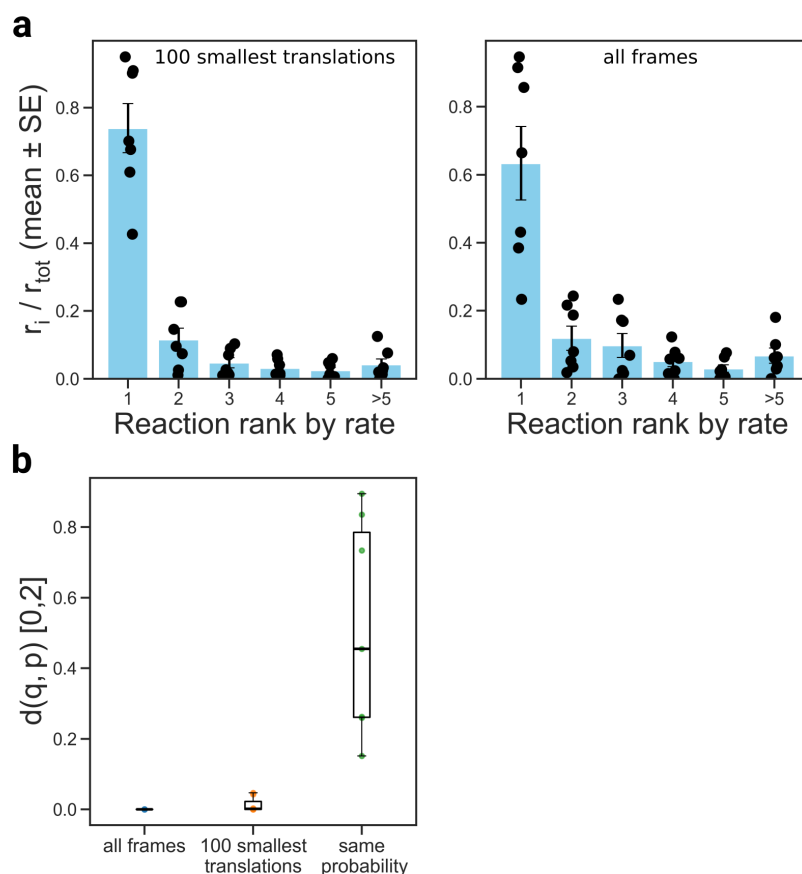 a
100 smallest translations
r_i / r_tot (mean ± SE)
0.8
0.6
0.4
0.2
0.0
1 2 3 4 5 >5
Reaction rank by rate
all frames
0.8
0.6
0.4
0.2
0.0
1 2 3 4 5 >5
Reaction rank by rate
b
d(q, p) [0,2]
0.8
0.6
0.4
0.2
0.0
all frames
100 smallest
translations
same
probability